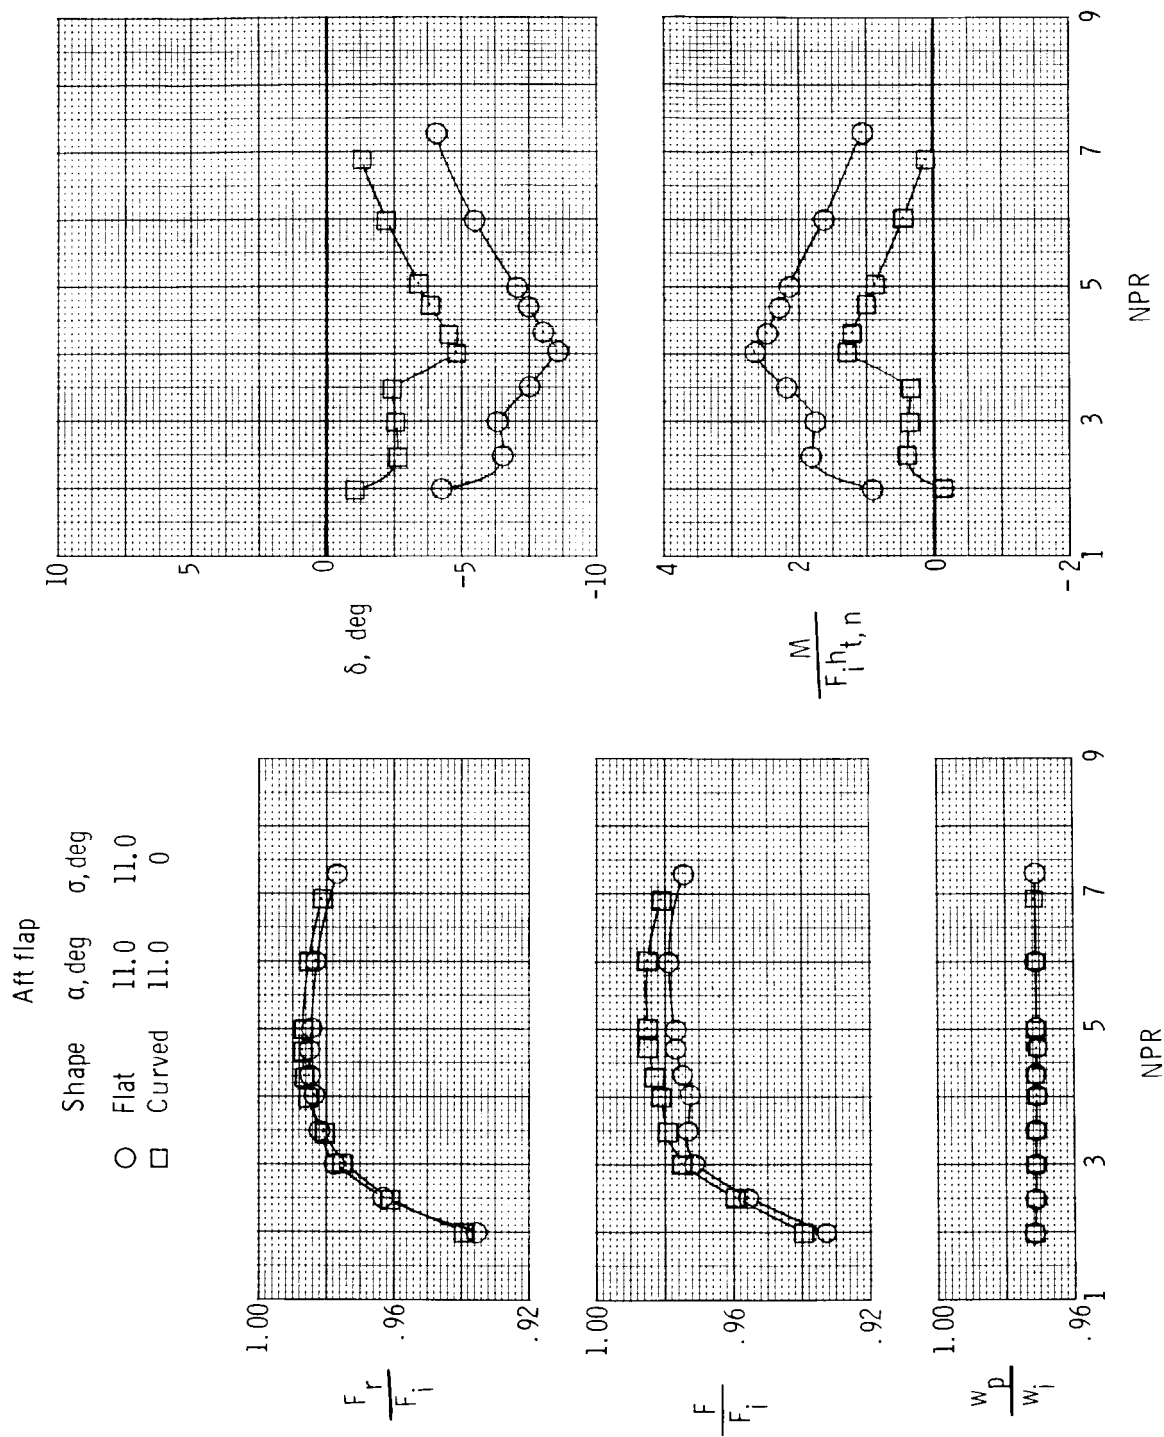 Aft flap
Shape α, deg σ, deg
○ Flat 11.0 11.0
□ Curved 11.0 0
1.00
.96
.92
F_r / F_i
1.00
.96
.92
F / F_i
1.00
.96
w_p / w_i
1 3 5 7 9
NPR
10
5
0
-5
-10
δ, deg
4
2
0
-2
M / F_i h_t,n
1 3 5 7 9
NPR